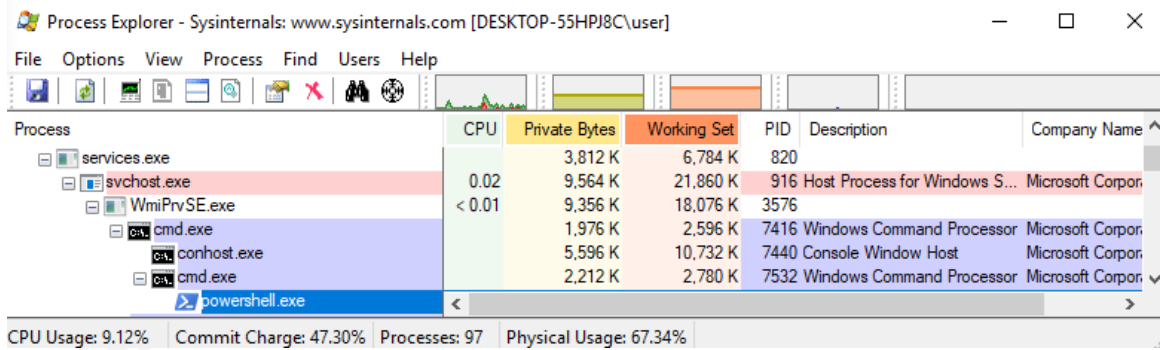 Process Explorer - Sysinternals: www.sysinternals.com [DESKTOP-55HPJ8C\user]
File Options View Process Find Users Help
Process CPU Private Bytes Working Set PID Description Company Name
services.exe 3,812 K 6,784 K 820
svchost.exe 0.02 9,564 K 21,860 K 916 Host Process for Windows S... Microsoft Corpor
WmiPrvSE.exe < 0.01 9,356 K 18,076 K 3576
cmd.exe 1,976 K 2,596 K 7416 Windows Command Processor Microsoft Corpor
conhost.exe 5,596 K 10,732 K 7440 Console Window Host Microsoft Corpor
cmd.exe 2,212 K 2,780 K 7532 Windows Command Processor Microsoft Corpor
powershell.exe
CPU Usage: 9.12% Commit Charge: 47.30% Processes: 97 Physical Usage: 67.34%